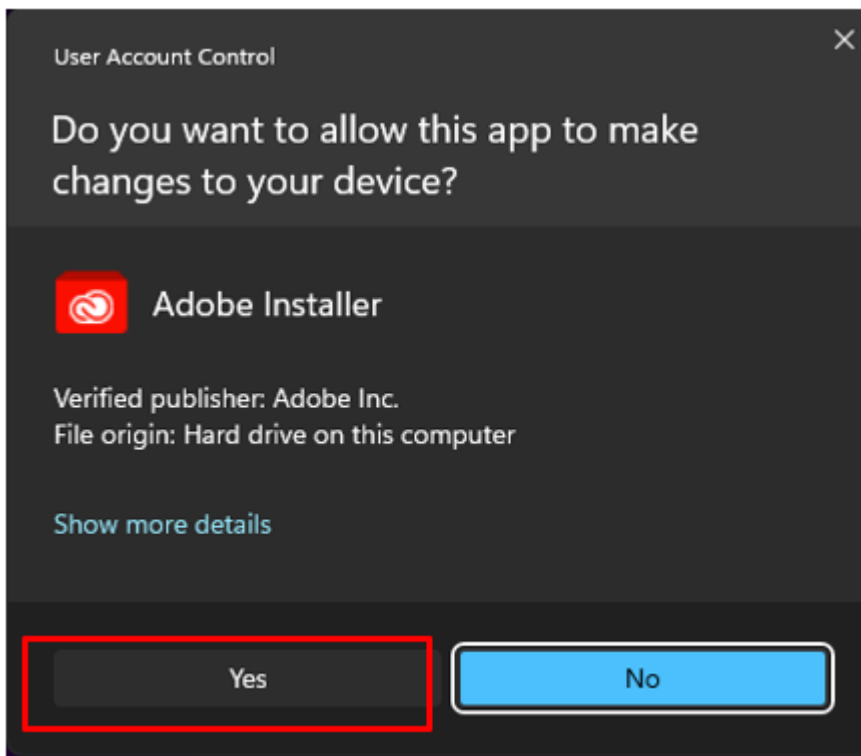 User Account Control
Do you want to allow this app to make
changes to your device?
Adobe Installer
Verified publisher: Adobe Inc.
File origin: Hard drive on this computer
Show more details
Yes
No